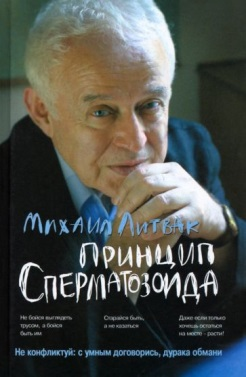 Михаил Литвак
Принцип
Сперматозоида
Не бойся выглядеть
трусом, а бойся
быть им
Старайся быть,
а не казаться
Даже если только
хочешь остаться
на месте – расти!
Не конфликтуй: с умным договорись, дурака обмани